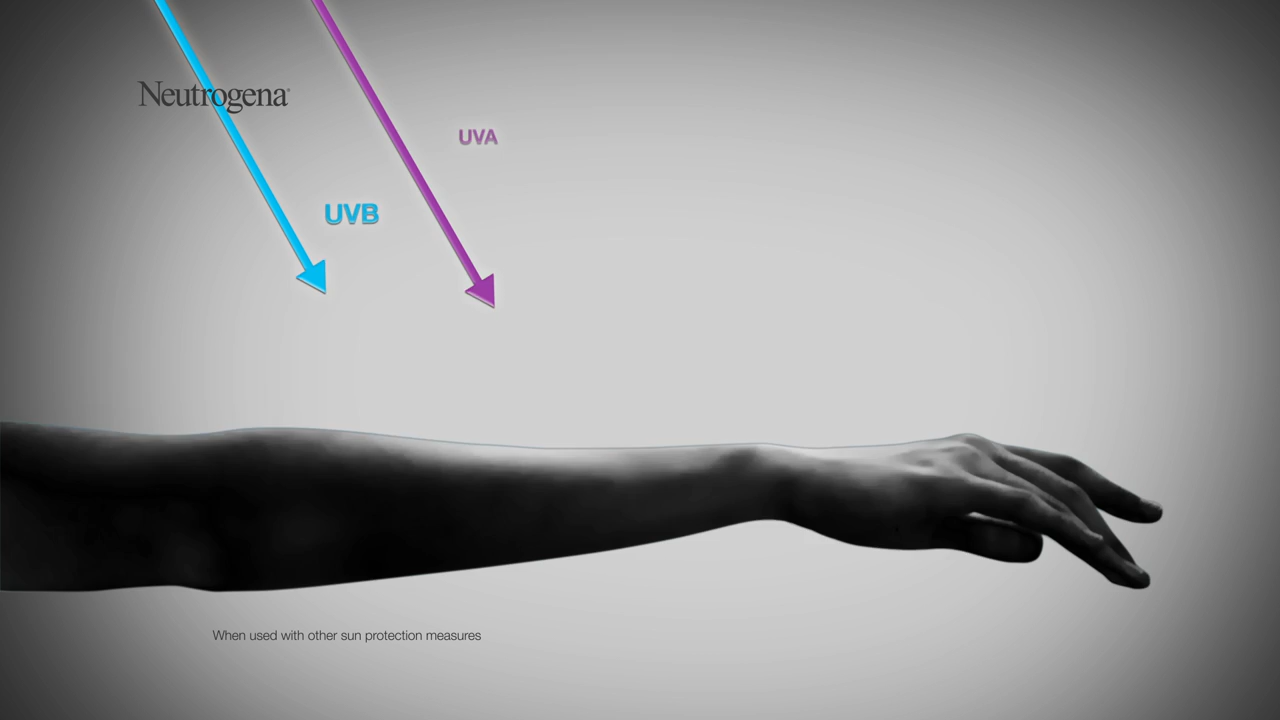 Neutrogena®
UVA
UVB
When used with other sun protection measures